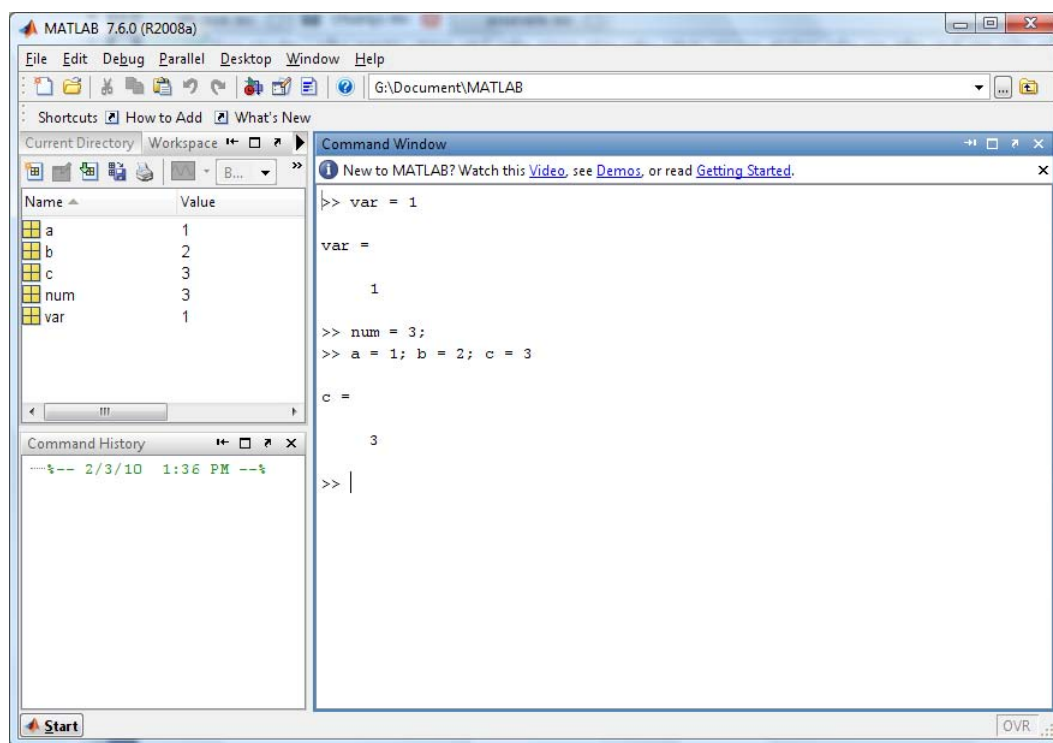 MATLAB 7.6.0 (R2008a)
File Edit Debug Parallel Desktop Window Help
G:\Document\MATLAB
Shortcuts How to Add What's New
Current Directory Workspace
B...
Name Value
a 1
b 2
c 3
num 3
var 1
Command History
%-- 2/3/10 1:36 PM --%
Command Window
New to MATLAB? Watch this Video, see Demos, or read Getting Started.
>> var = 1
var =
1
>> num = 3;
>> a = 1; b = 2; c = 3
c =
3
>>
Start
OVR